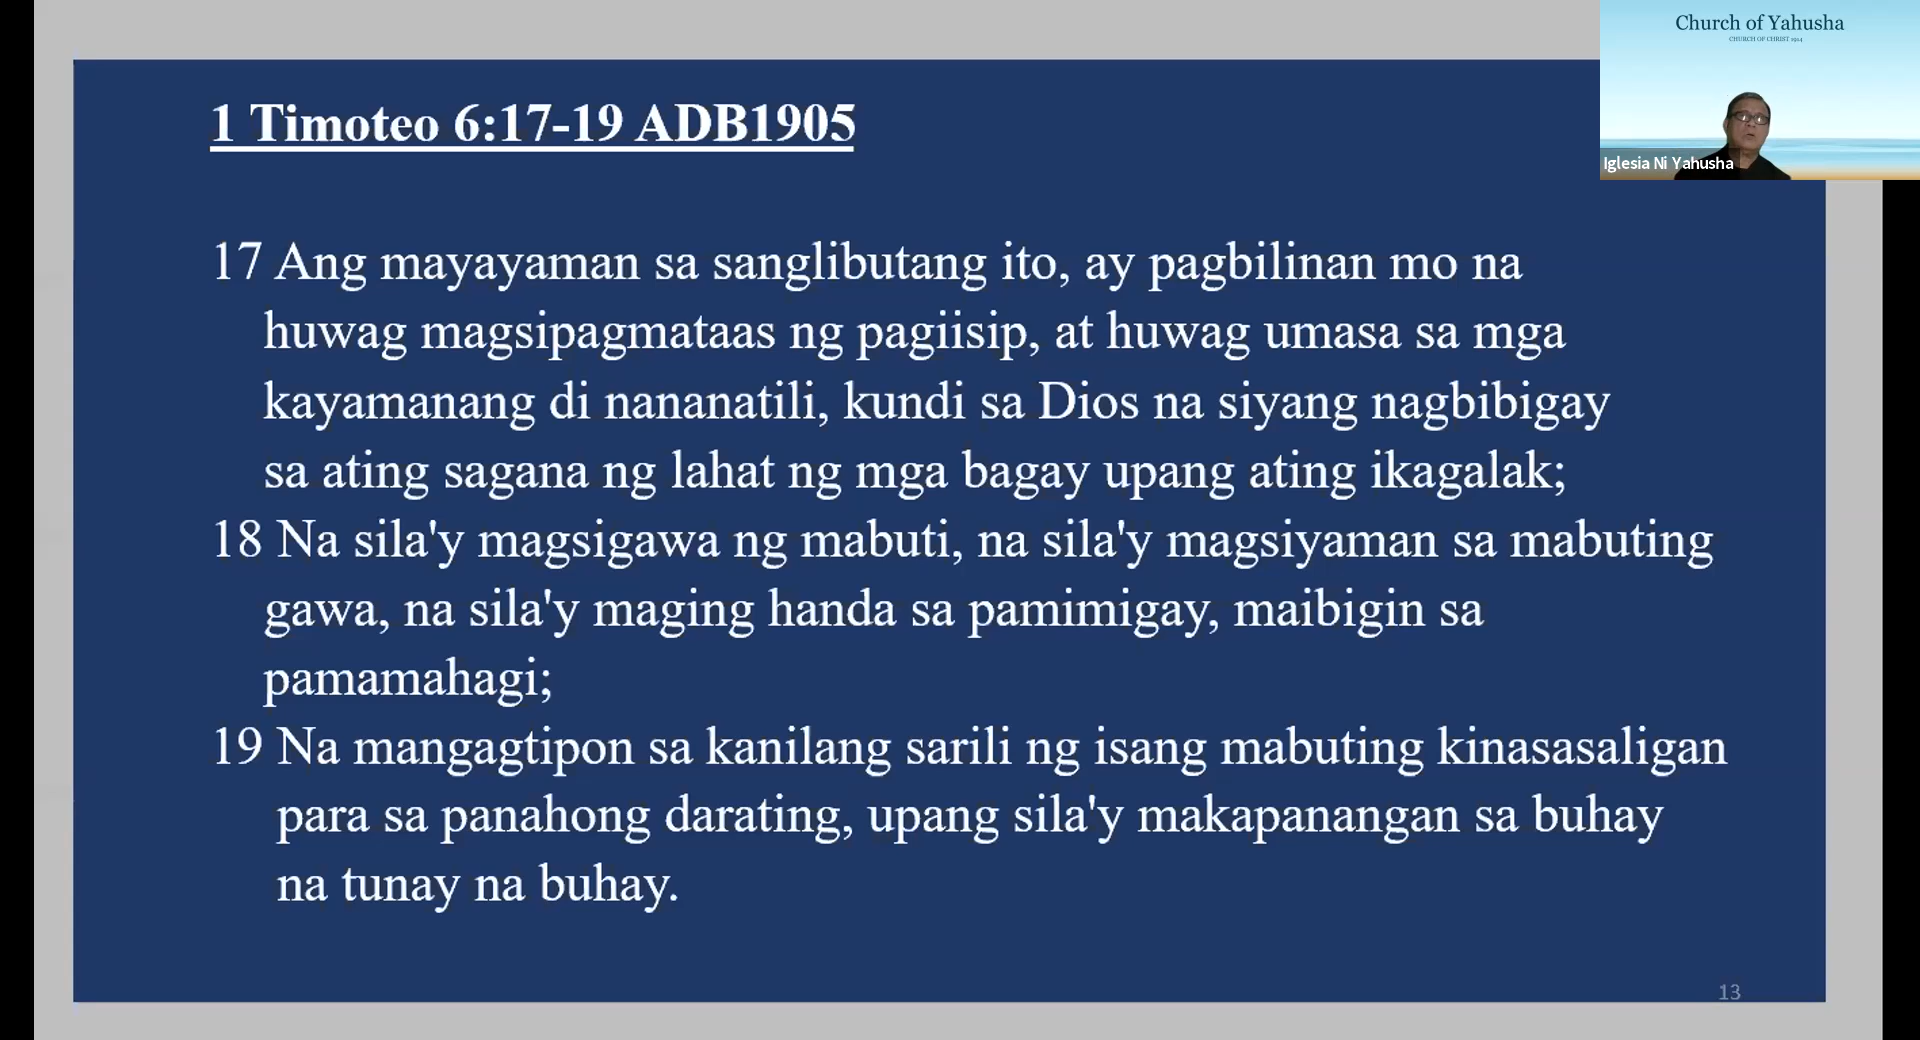 Church of Yahusha
CHURCH OF CHRIST 1914
Iglesia Ni Yahusha
1 Timoteo 6:17-19 ADB1905
17 Ang mayayaman sa sanglibutang ito, ay pagbilinan mo na
huwag magsipagmataas ng pagiisip, at huwag umasa sa mga
kayamanang di nananatili, kundi sa Dios na siyang nagbibigay
sa ating sagana ng lahat ng mga bagay upang ating ikagalak;
18 Na sila'y magsigawa ng mabuti, na sila'y magsiyaman sa mabuting
gawa, na sila'y maging handa sa pamimigay, maibigin sa
pamamahagi;
19 Na mangagtipon sa kanilang sarili ng isang mabuting kinasasaligan
para sa panahong darating, upang sila'y makapanangan sa buhay
na tunay na buhay.
13